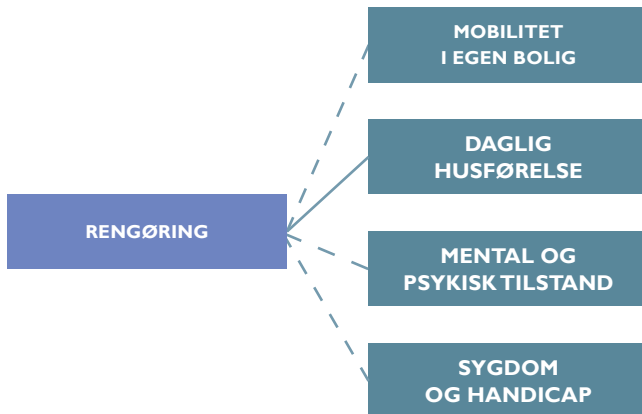 MOBILITET
I EGEN BOLIG
DAGLIG
HUSFØRELSE
RENGØRING
MENTAL OG
PSYKISK TILSTAND
SYGDOM
OG HANDICAP